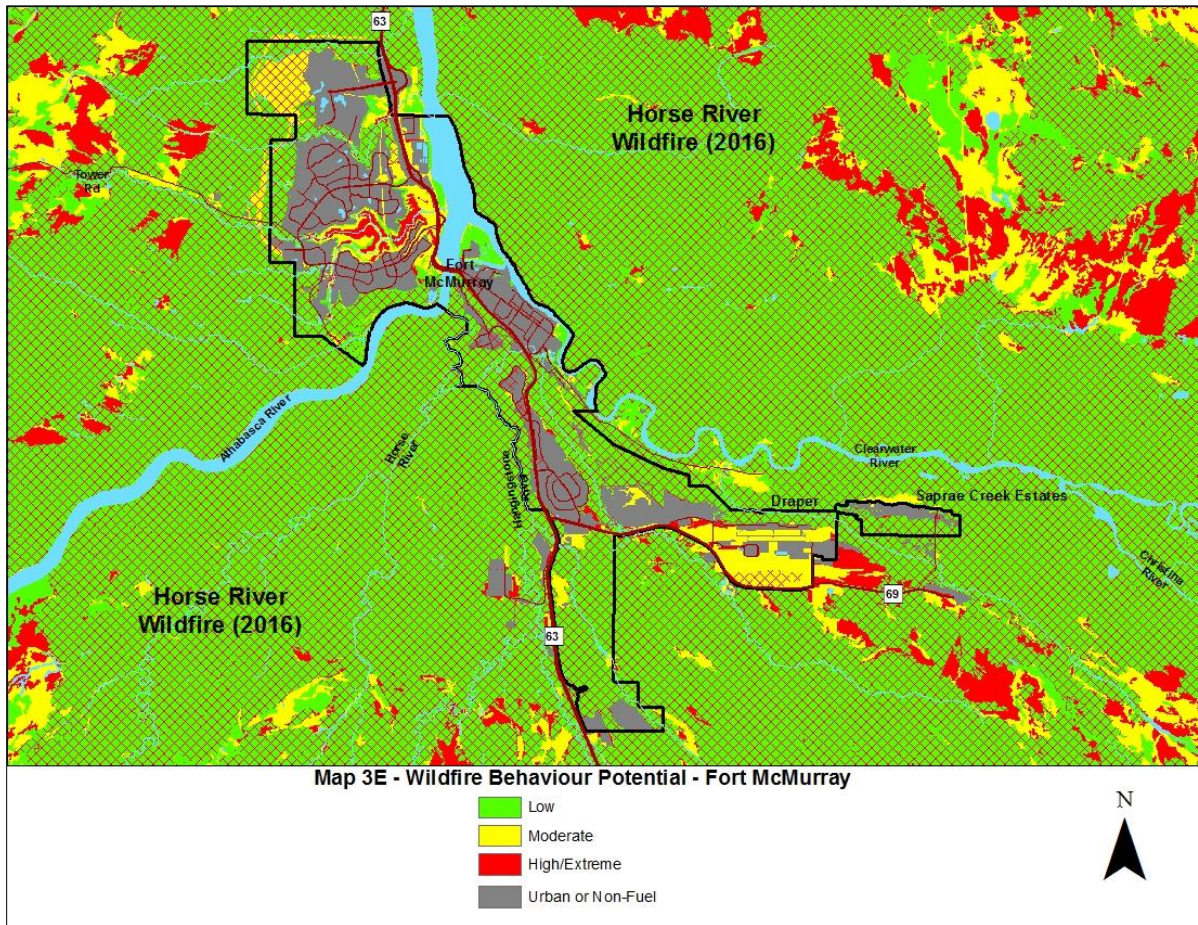 63
Horse River
Wildfire (2016)
Tower
Rd
Fort
McMurray
Athabasca River
Horse
River
Hangingstone
River
Clearwater
River
Draper
Saprae Creek Estates
Christina
River
69
Horse River
Wildfire (2016)
63
Map 3E - Wildfire Behaviour Potential - Fort McMurray
Low
Moderate
High/Extreme
Urban or Non-Fuel
N